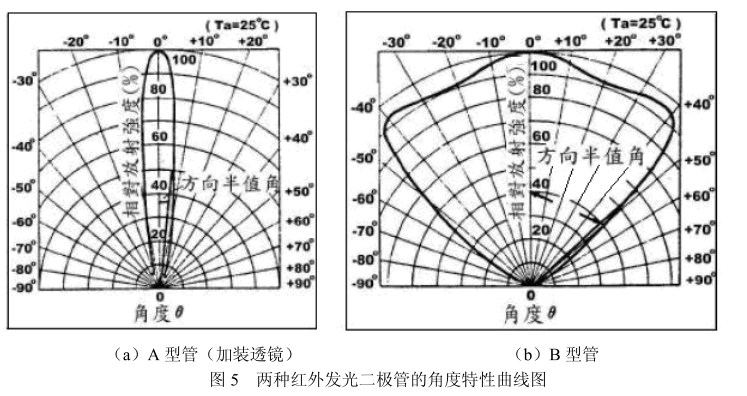 (Ta=25°C)
-20° -10° 0° +10° +20°
-30° +30°
-40° +40°
-50° +50°
-60° +60°
-70° +70°
-80° +80°
-90° +90°
100
80
60
40
20
0
相對放射強度(%)
方向半值角
角度θ
(Ta=25°C)
-30° -20° -10° 0° +10° +20° +30°
-40° +40°
-50° +50°
-60° +60°
-70° +70°
-80° +80°
-90° +90°
100
80
60
40
20
0
相對放射強度(%)
方向半值角
角度θ
（a）A 型管（加装透镜）
（b）B 型管
图 5 两种红外发光二极管的角度特性曲线图